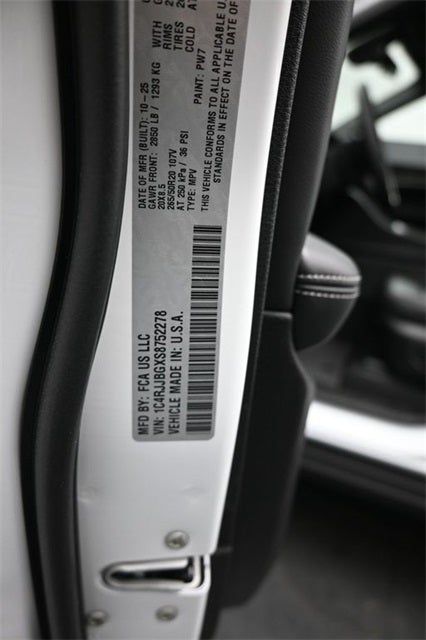 MFD BY: FCA US LLC
VIN: 1C4RJJBGXS8752278
VEHICLE MADE IN: U.S.A.
DATE OF MFR (BUILT): 10-25
GAWR FRONT: 2850 LB / 1293 KG WITH
20X8.5 RIMS
265/50R20 107V TIRES
AT 250 kPa / 36 PSI COLD
TYPE: MPV PAINT: PW7
THIS VEHICLE CONFORMS TO ALL APPLICABLE U
STANDARDS IN EFFECT ON THE DATE OF